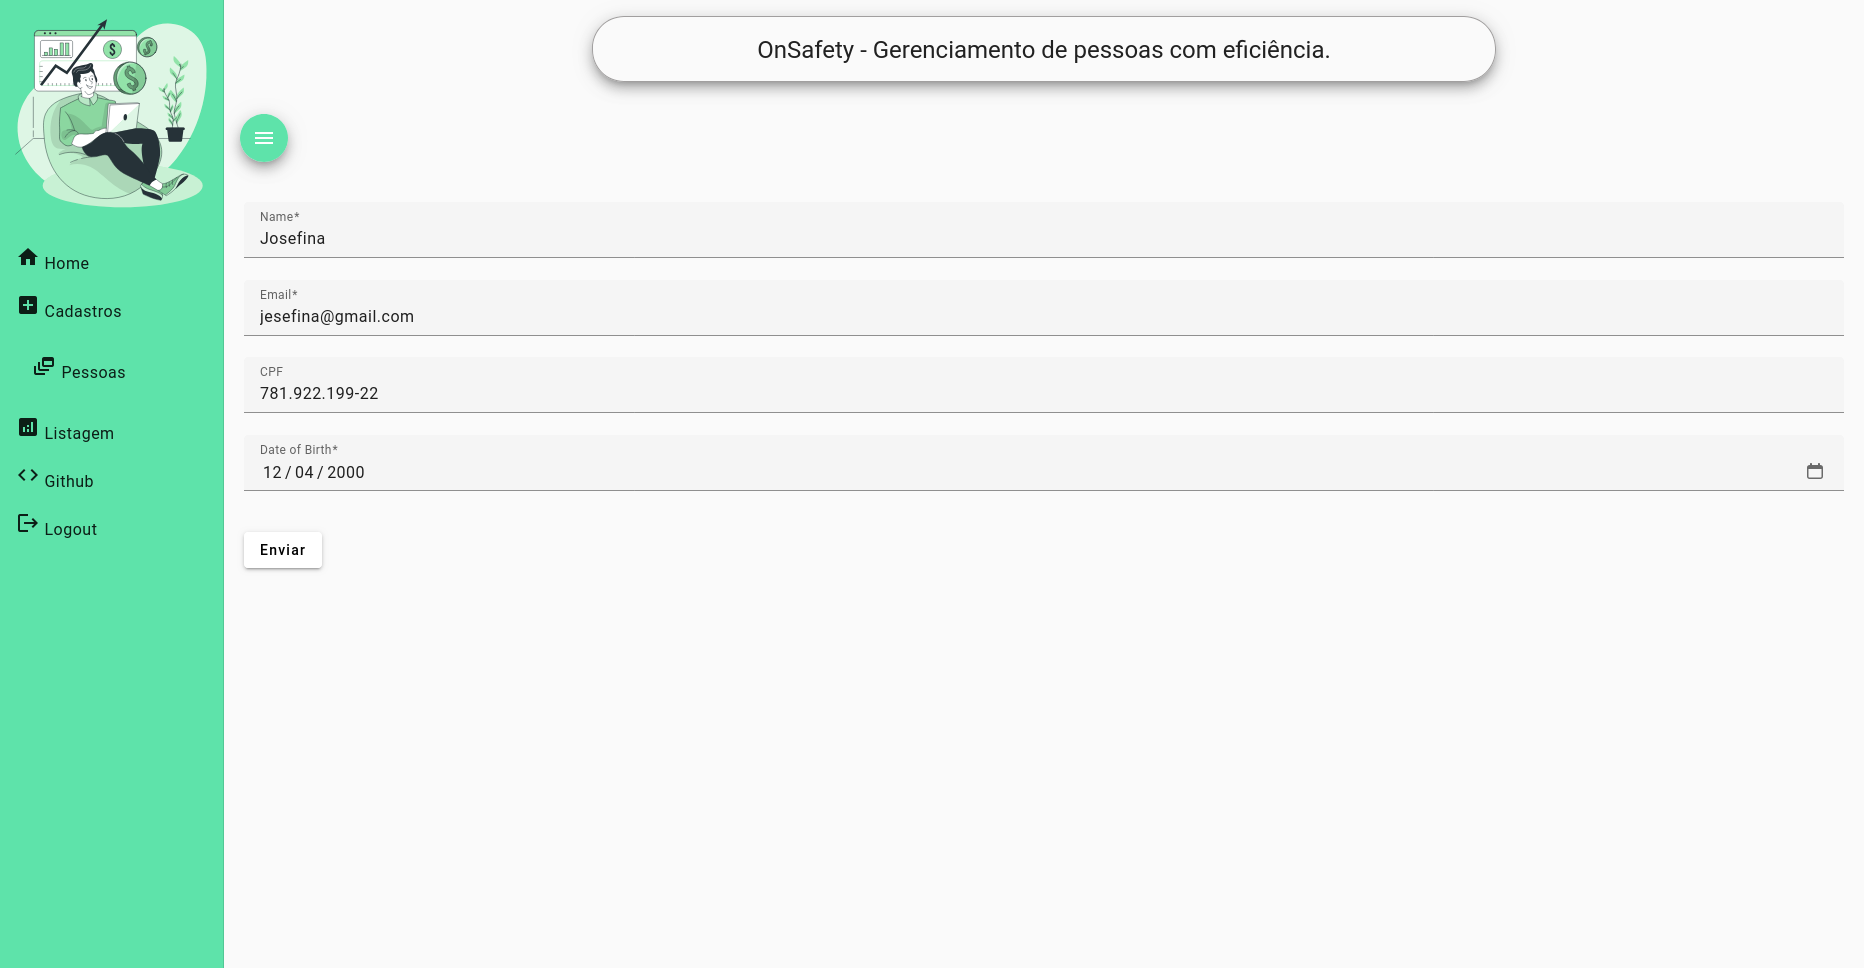 OnSafety - Gerenciamento de pessoas com eficiência.
Home
Cadastros
Pessoas
Listagem
Github
Logout
Name*
Josefina
Email*
jesefina@gmail.com
CPF
781.922.199-22
Date of Birth*
12 / 04 / 2000
Enviar